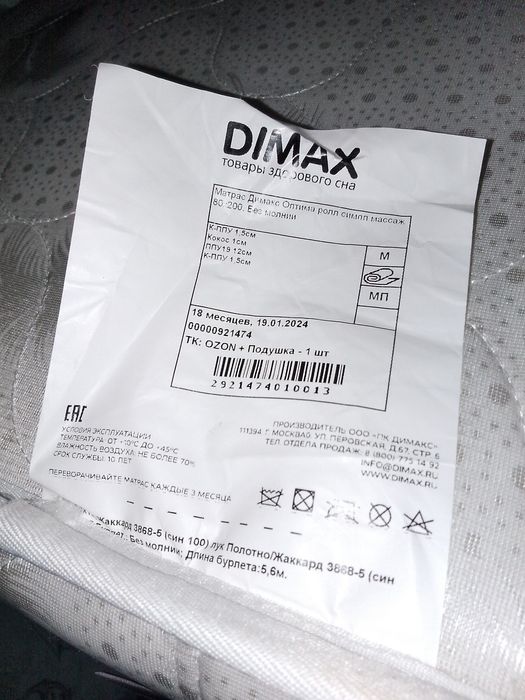 DIMAX
товары здорового сна
Матрас Димакс Оптима ролл симпл массаж
80*200, Без молнии
К-ППУ 1,5см
Кокос 1см
ППУ19 12см
К-ППУ 1,5см
М
МП
18 месяцев, 19.01.2024
00000921474
ТК: OZON + Подушка - 1 шт
2921474010013
EAC
УСЛОВИЯ ЭКСПЛУАТАЦИИ
ТЕМПЕРАТУРА ОТ -10°С ДО +45°С
ВЛАЖНОСТЬ ВОЗДУХА: НЕ БОЛЕЕ 70%
СРОК СЛУЖБЫ: 10 ЛЕТ
ПЕРЕВОРАЧИВАЙТЕ МАТРАС КАЖДЫЕ 3 МЕСЯЦА
ПРОИЗВОДИТЕЛЬ ООО «ПК ДИМАКС»
111394 Г. МОСКВА, УЛ. ПЕРОВСКАЯ, Д.67, СТР. 6
ТЕЛ. ОТДЕЛА ПРОДАЖ: 8 (800) 775 14 92
INFO@DIMAX.RU
WWW.DIMAX.RU
Жаккард 3868-5 (син 100) лук Полотно/Жаккард 3868-5 (син
Без молнии; Длина бурлета:5,6м.